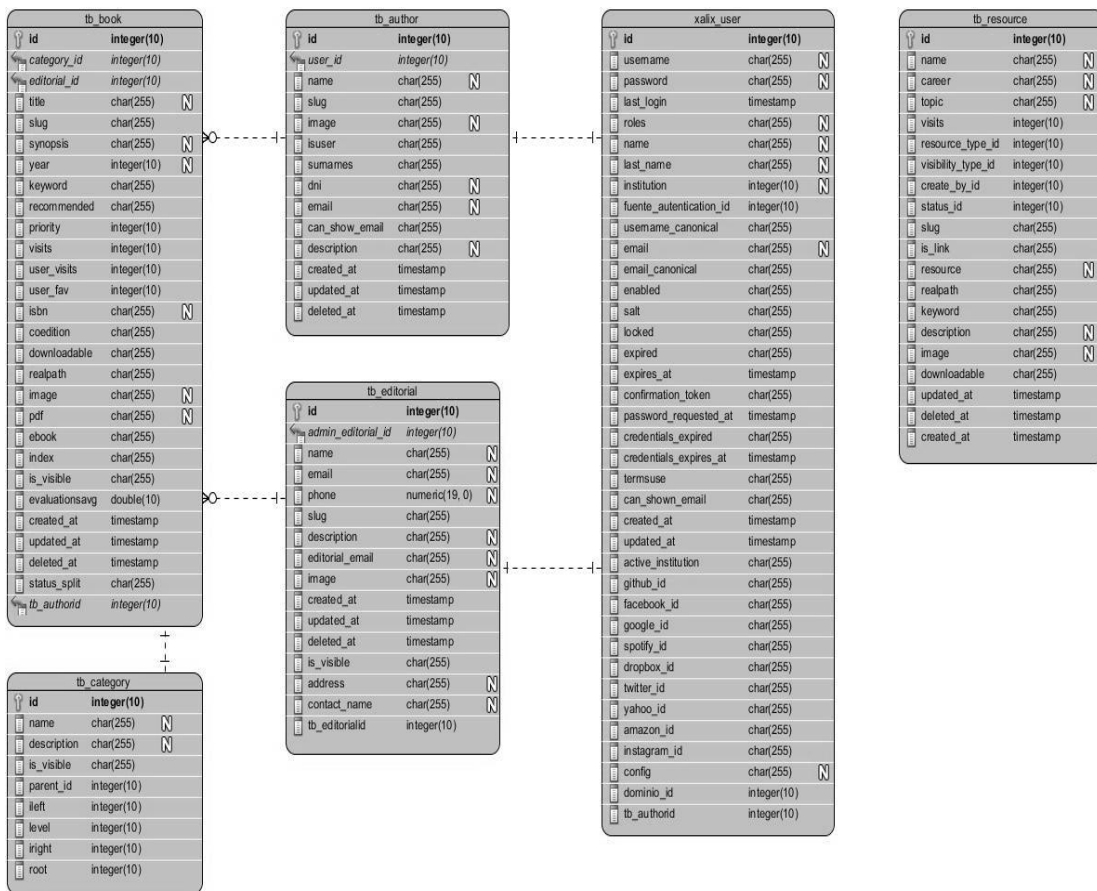 tb_book
id integer(10)
category_id integer(10)
editorial_id integer(10)
title char(255) N
slug char(255)
synopsis char(255) N
year integer(10) N
keyword char(255)
recommended char(255)
priority integer(10)
visits integer(10)
user_visits integer(10)
user_fav integer(10)
isbn char(255) N
coedition char(255)
downloadable char(255)
realpath char(255)
image char(255) N
pdf char(255) N
ebook char(255)
index char(255)
is_visible char(255)
evaluationsavg double(10)
created_at timestamp
updated_at timestamp
deleted_at timestamp
status_split char(255)
tb_authorid integer(10)
tb_category
id integer(10)
name char(255) N
description char(255) N
is_visible char(255)
parent_id integer(10)
ileft integer(10)
level integer(10)
iright integer(10)
root integer(10)
tb_author
id integer(10)
user_id integer(10)
name char(255) N
slug char(255)
image char(255) N
isuser char(255)
surnames char(255)
dni char(255) N
email char(255) N
can_show_email char(255)
description char(255) N
created_at timestamp
updated_at timestamp
deleted_at timestamp
tb_editorial
id integer(10)
admin_editorial_id integer(10)
name char(255) N
email char(255) N
phone numeric(19, 0) N
slug char(255)
description char(255) N
editorial_email char(255) N
image char(255) N
created_at timestamp
updated_at timestamp
deleted_at timestamp
is_visible char(255)
address char(255) N
contact_name char(255) N
tb_editorialid integer(10)
xalix_user
id integer(10)
username char(255) N
password char(255) N
last_login timestamp
roles char(255) N
name char(255) N
last_name char(255) N
institution integer(10) N
fuente_autentication_id integer(10)
username_canonical char(255)
email char(255) N
email_canonical char(255)
enabled char(255)
salt char(255)
locked char(255)
expired char(255)
expires_at timestamp
confirmation_token char(255)
password_requested_at timestamp
credentials_expired char(255)
credentials_expires_at timestamp
termsuse char(255)
can_shown_email char(255)
created_at timestamp
updated_at timestamp
active_institution char(255)
github_id char(255)
facebook_id char(255)
google_id char(255)
spotify_id char(255)
dropbox_id char(255)
twitter_id char(255)
yahoo_id char(255)
amazon_id char(255)
instagram_id char(255)
config char(255) N
dominio_id integer(10)
tb_authorid integer(10)
tb_resource
id integer(10)
name char(255) N
career char(255) N
topic char(255) N
visits integer(10)
resource_type_id integer(10)
visibility_type_id integer(10)
create_by_id integer(10)
status_id integer(10)
slug char(255)
is_link char(255)
resource char(255) N
realpath char(255)
keyword char(255)
description char(255) N
image char(255) N
downloadable char(255)
updated_at timestamp
deleted_at timestamp
created_at timestamp